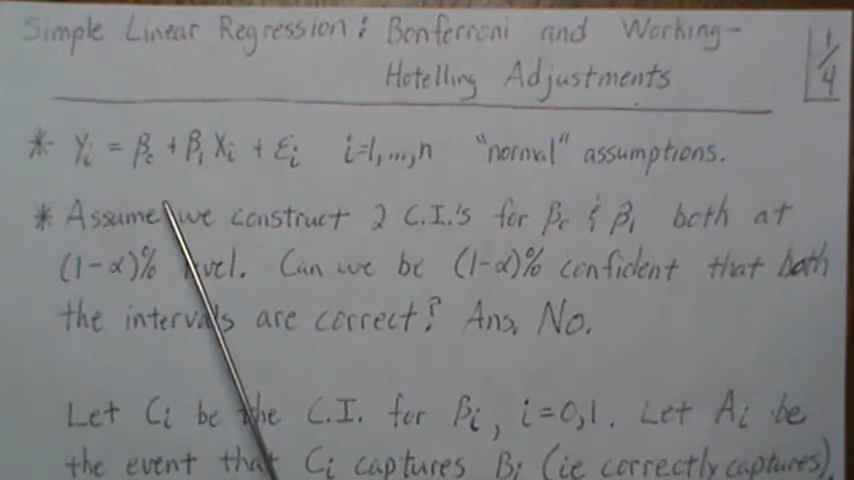 Simple Linear Regression: Bonferroni and Working-
Hotelling Adjustments
1/4
* Yi = β0 + β1 Xi + εi i=1,...,n "normal" assumptions.
* Assume we construct 2 C.I.'s for β0 & β1 both at
(1-α)% level. Can we be (1-α)% confident that both
the intervals are correct? Ans. No.
Let Ci be the C.I. for βi, i=0,1. Let Ai be
the event that Ci captures Bi (ie correctly captures).